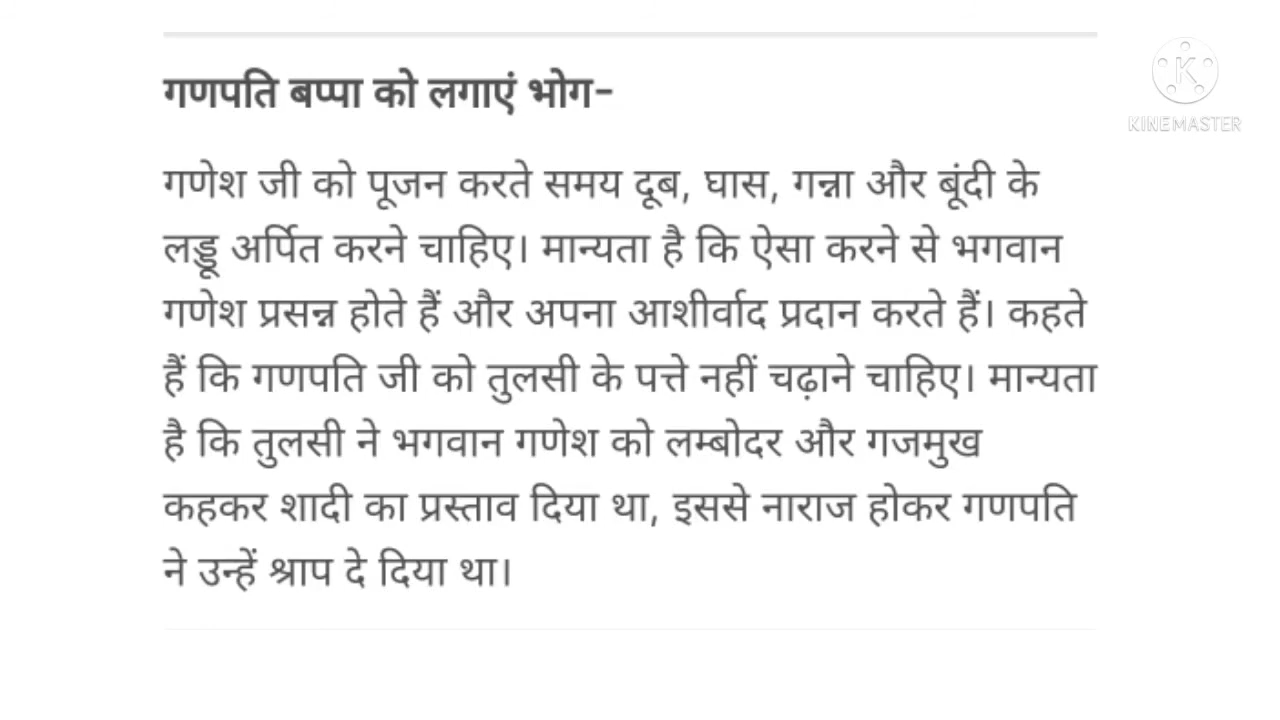 गणपति बप्पा को लगाएं भोग-
K
KINEMASTER
गणेश जी को पूजन करते समय दूब, घास, गन्ना और बूंदी के
लड्डू अर्पित करने चाहिए। मान्यता है कि ऐसा करने से भगवान
गणेश प्रसन्न होते हैं और अपना आशीर्वाद प्रदान करते हैं। कहते
हैं कि गणपति जी को तुलसी के पत्ते नहीं चढ़ाने चाहिए। मान्यता
है कि तुलसी ने भगवान गणेश को लम्बोदर और गजमुख
कहकर शादी का प्रस्ताव दिया था, इससे नाराज होकर गणपति
ने उन्हें श्राप दे दिया था।